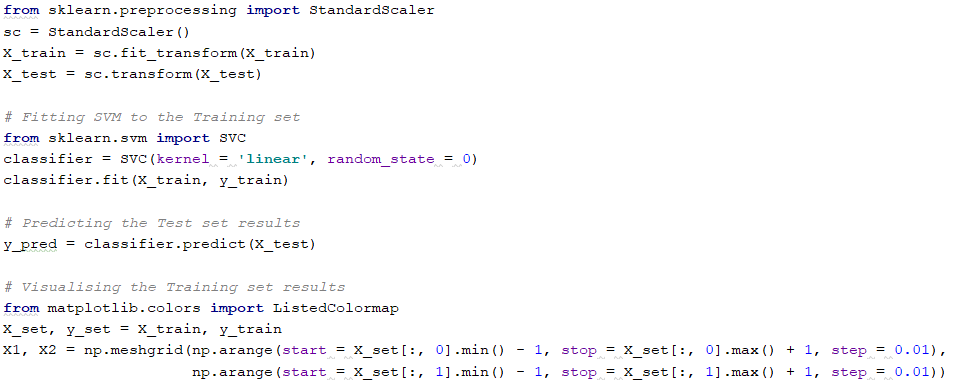 from sklearn.preprocessing import StandardScaler
sc = StandardScaler()
X_train = sc.fit_transform(X_train)
X_test = sc.transform(X_test)
# Fitting SVM to the Training set
from sklearn.svm import SVC
classifier = SVC(kernel = 'linear', random_state = 0)
classifier.fit(X_train, y_train)
# Predicting the Test set results
y_pred = classifier.predict(X_test)
# Visualising the Training set results
from matplotlib.colors import ListedColormap
X_set, y_set = X_train, y_train
X1, X2 = np.meshgrid(np.arange(start = X_set[:, 0].min() - 1, stop = X_set[:, 0].max() + 1, step = 0.01),
np.arange(start = X_set[:, 1].min() - 1, stop = X_set[:, 1].max() + 1, step = 0.01))